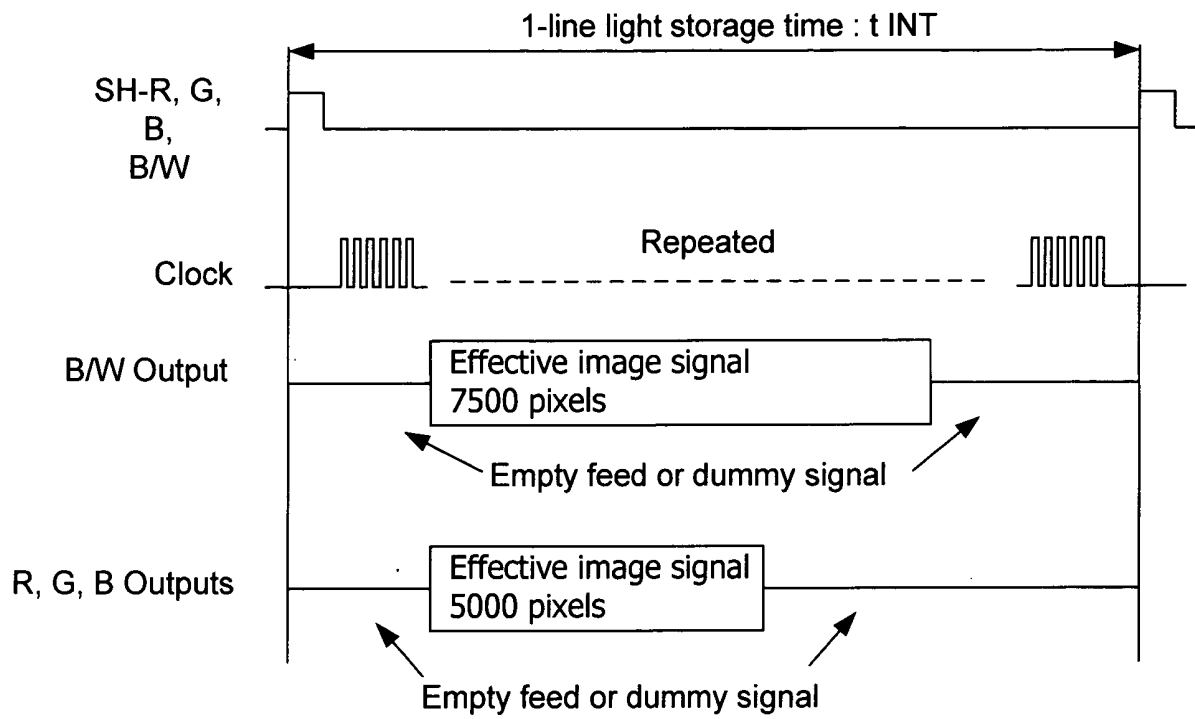 1-line light storage time : t INT
SH-R, G,
B,
B/W
Clock
Repeated
B/W Output
Effective image signal
7500 pixels
Empty feed or dummy signal
R, G, B Outputs
Effective image signal
5000 pixels
Empty feed or dummy signal